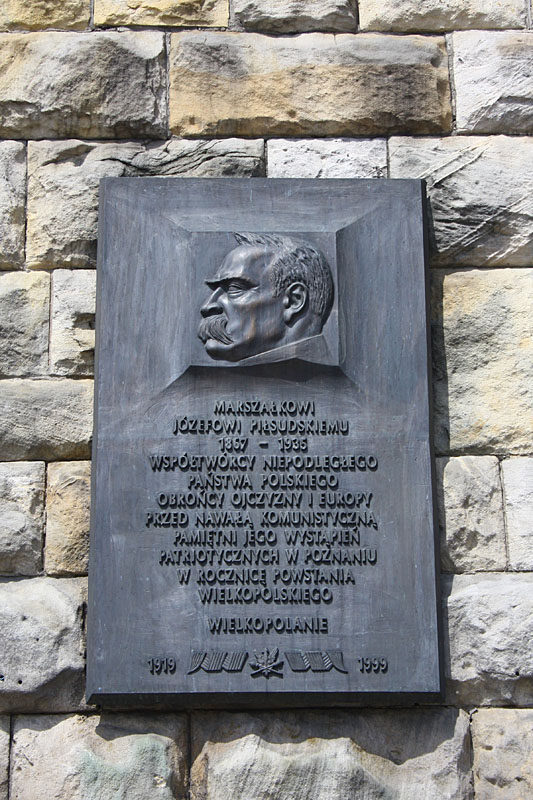 MARSZAŁKOWI
JÓZEFOWI PIŁSUDSKIEMU
1867 - 1935
WSPÓŁTWÓRCY NIEPODLEGŁEGO
PAŃSTWA POLSKIEGO
OBROŃCY OJCZYZNY I EUROPY
PRZED NAWAŁĄ KOMUNISTYCZNĄ
PAMIĘTNI JEGO WYSTĄPIEŃ
PATRIOTYCZNYCH W POZNANIU
W ROCZNICĘ POWSTANIA
WIELKOPOLSKIEGO
WIELKOPOLANIE
1919 1999